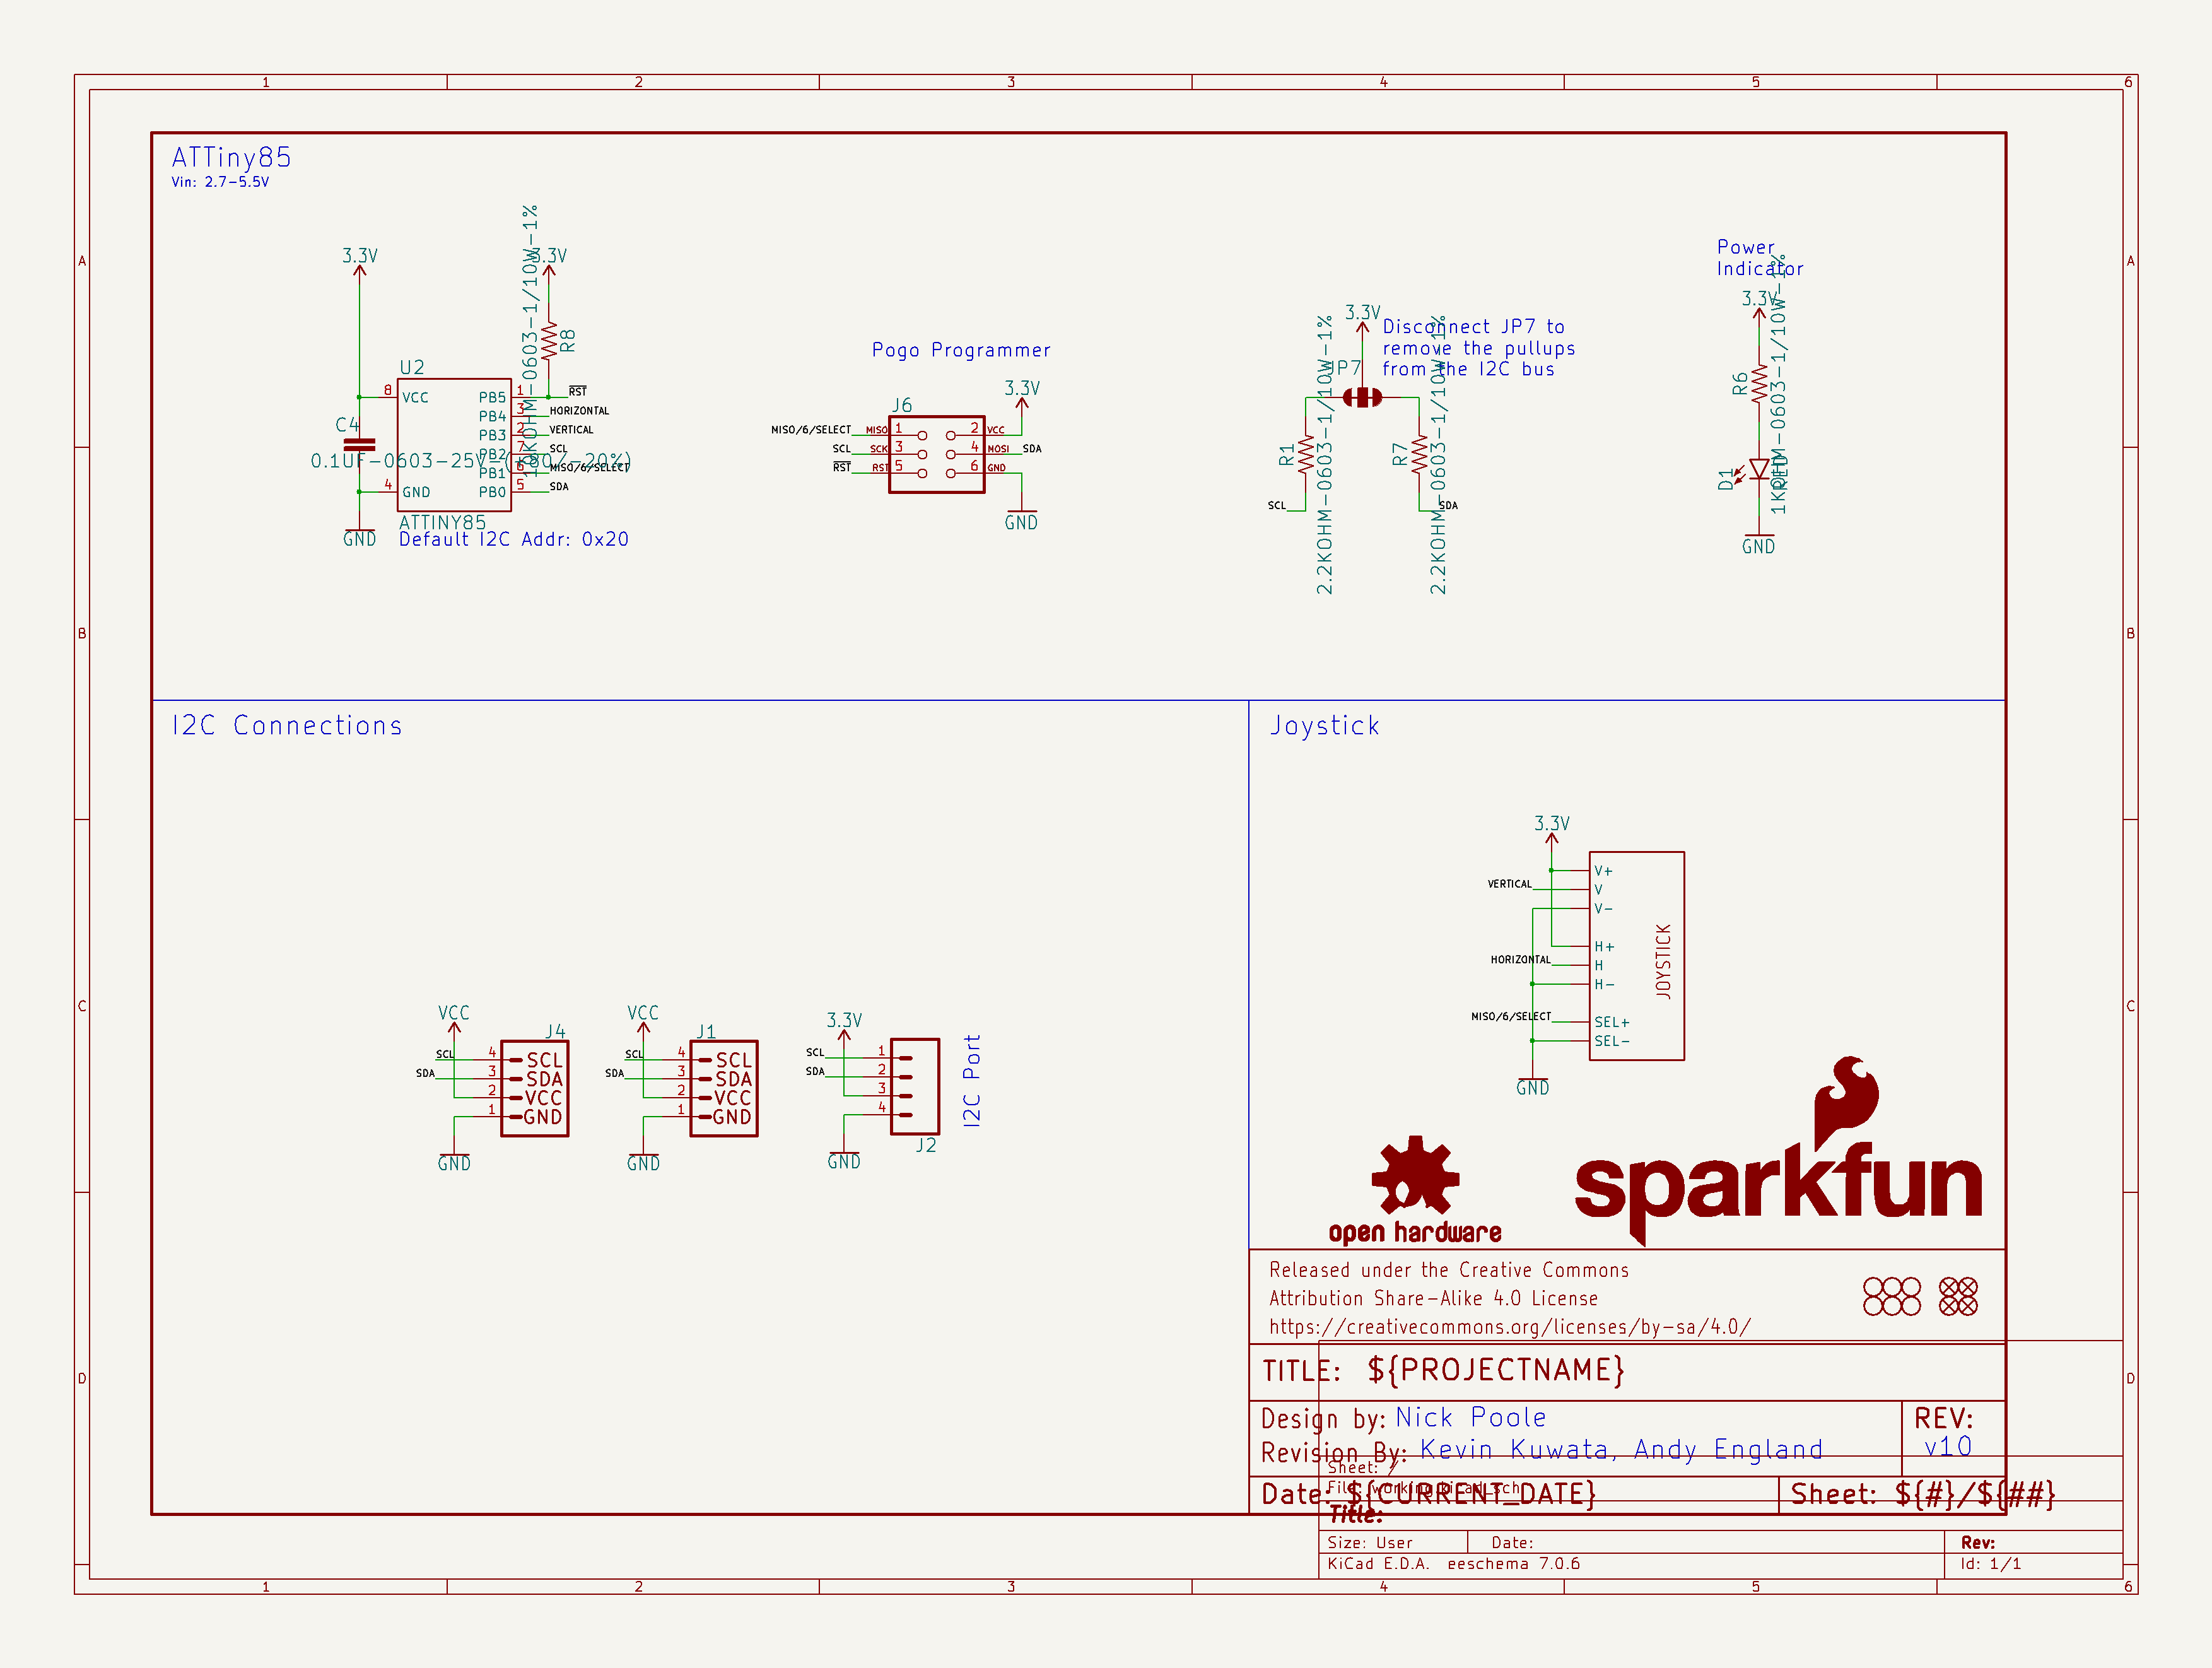 1 2 3 4 5 6
A
B
C
D
A
B
C
D
ATTiny85
Vin: 2.7-5.5V
3.3V
3.3V
10KOHM-0603-1/10W-1%
R8
U2
8 VCC
4 GND
PB5 1
PB4 3
PB3 2
PB2 7
PB1 6
PB0 5
RST
HORIZONTAL
VERTICAL
SCL
MISO/6/SELECT
SDA
C4
0.1UF-0603-25V-(+80/-20%)
GND
ATTINY85
Default I2C Addr: 0x20
Pogo Programmer
3.3V
J6
MISO/6/SELECT MISO 1 2 VCC
SCL SCK 3 4 MOSI SDA
RST RST 5 6 GND
GND
3.3V
Disconnect JP7 to
remove the pullups
from the I2C bus
JP7
R1
2.2KOHM-0603-1/10W-1%
R7
2.2KOHM-0603-1/10W-1%
SCL
SDA
Power
Indicator
3.3V
R6
1KOHM-0603-1/10W-1%
D1
RED
GND
I2C Connections
VCC
J4
SCL 4 SCL
SDA 3 SDA
2 VCC
1 GND
GND
VCC
J1
SCL 4 SCL
SDA 3 SDA
2 VCC
1 GND
GND
3.3V
SCL 1
SDA 2
3
4
J2
GND
I2C Port
Joystick
3.3V
V+
VERTICAL V
V-
H+
HORIZONTAL H
H-
MISO/6/SELECT SEL+
SEL-
JOYSTICK
GND
open hardware
sparkfun
Released under the Creative Commons
Attribution Share-Alike 4.0 License
https://creativecommons.org/licenses/by-sa/4.0/
TITLE: ${PROJECTNAME}
Design by: Nick Poole
REV:
v10
Revision By: Kevin Kuwata, Andy England
Sheet: /
File: working.kicad_sch
Date: ${CURRENT_DATE}
Sheet: ${#}/${##}
Title:
Size: User Date: Rev:
KiCad E.D.A. eeschema 7.0.6 Id: 1/1
1 2 3 4 5 6